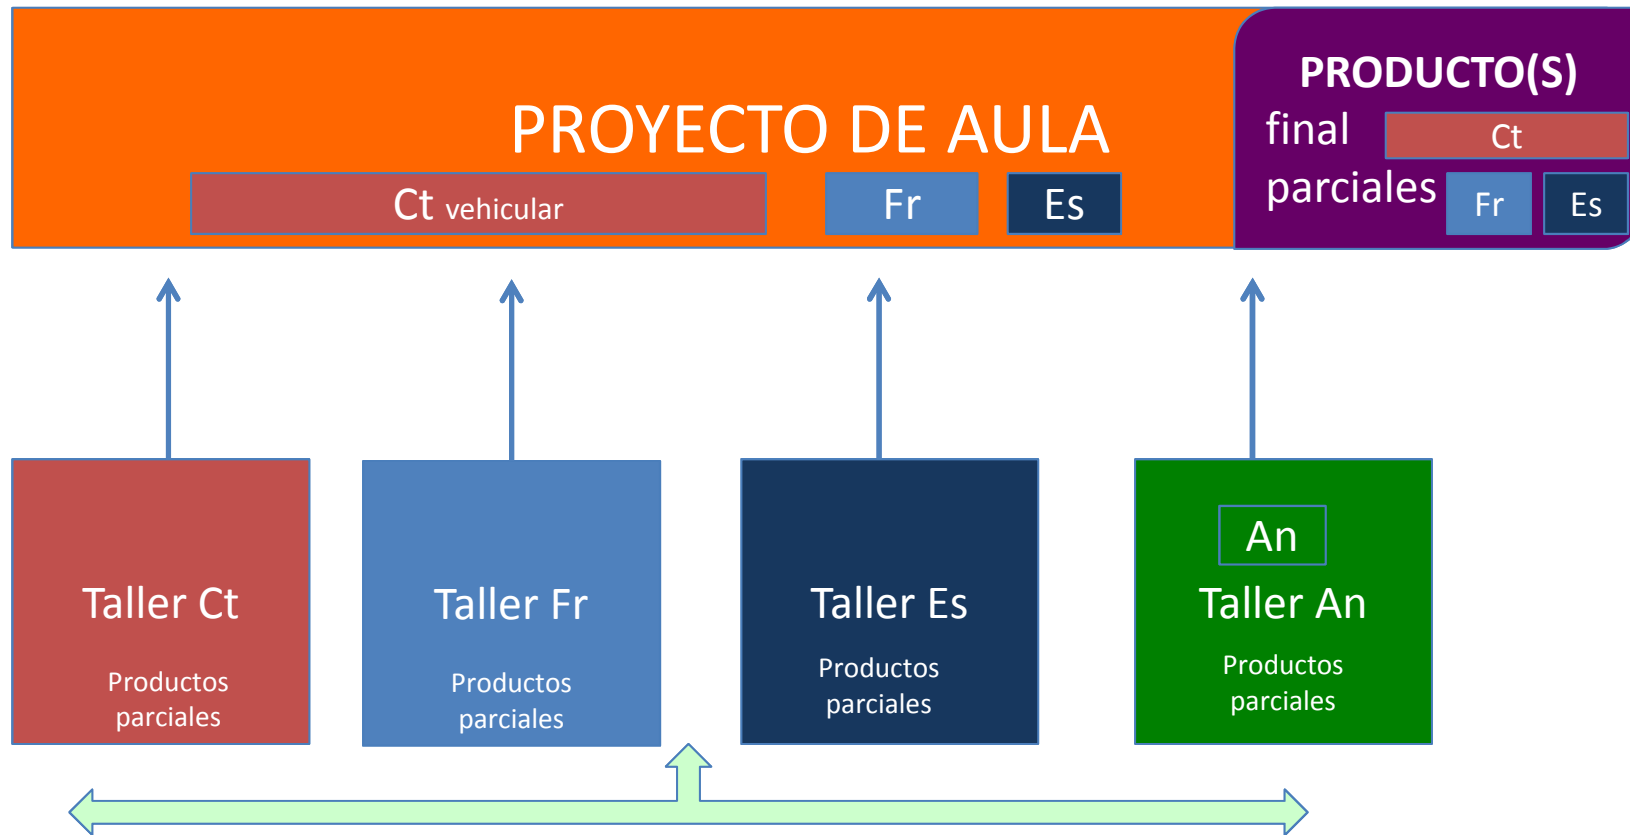 PROYECTO DE AULA
Ct vehicular
Fr
Es
PRODUCTO(S)
final
Ct
parciales
Fr
Es
Taller Ct
Productos
parciales
Taller Fr
Productos
parciales
Taller Es
Productos
parciales
An
Taller An
Productos
parciales